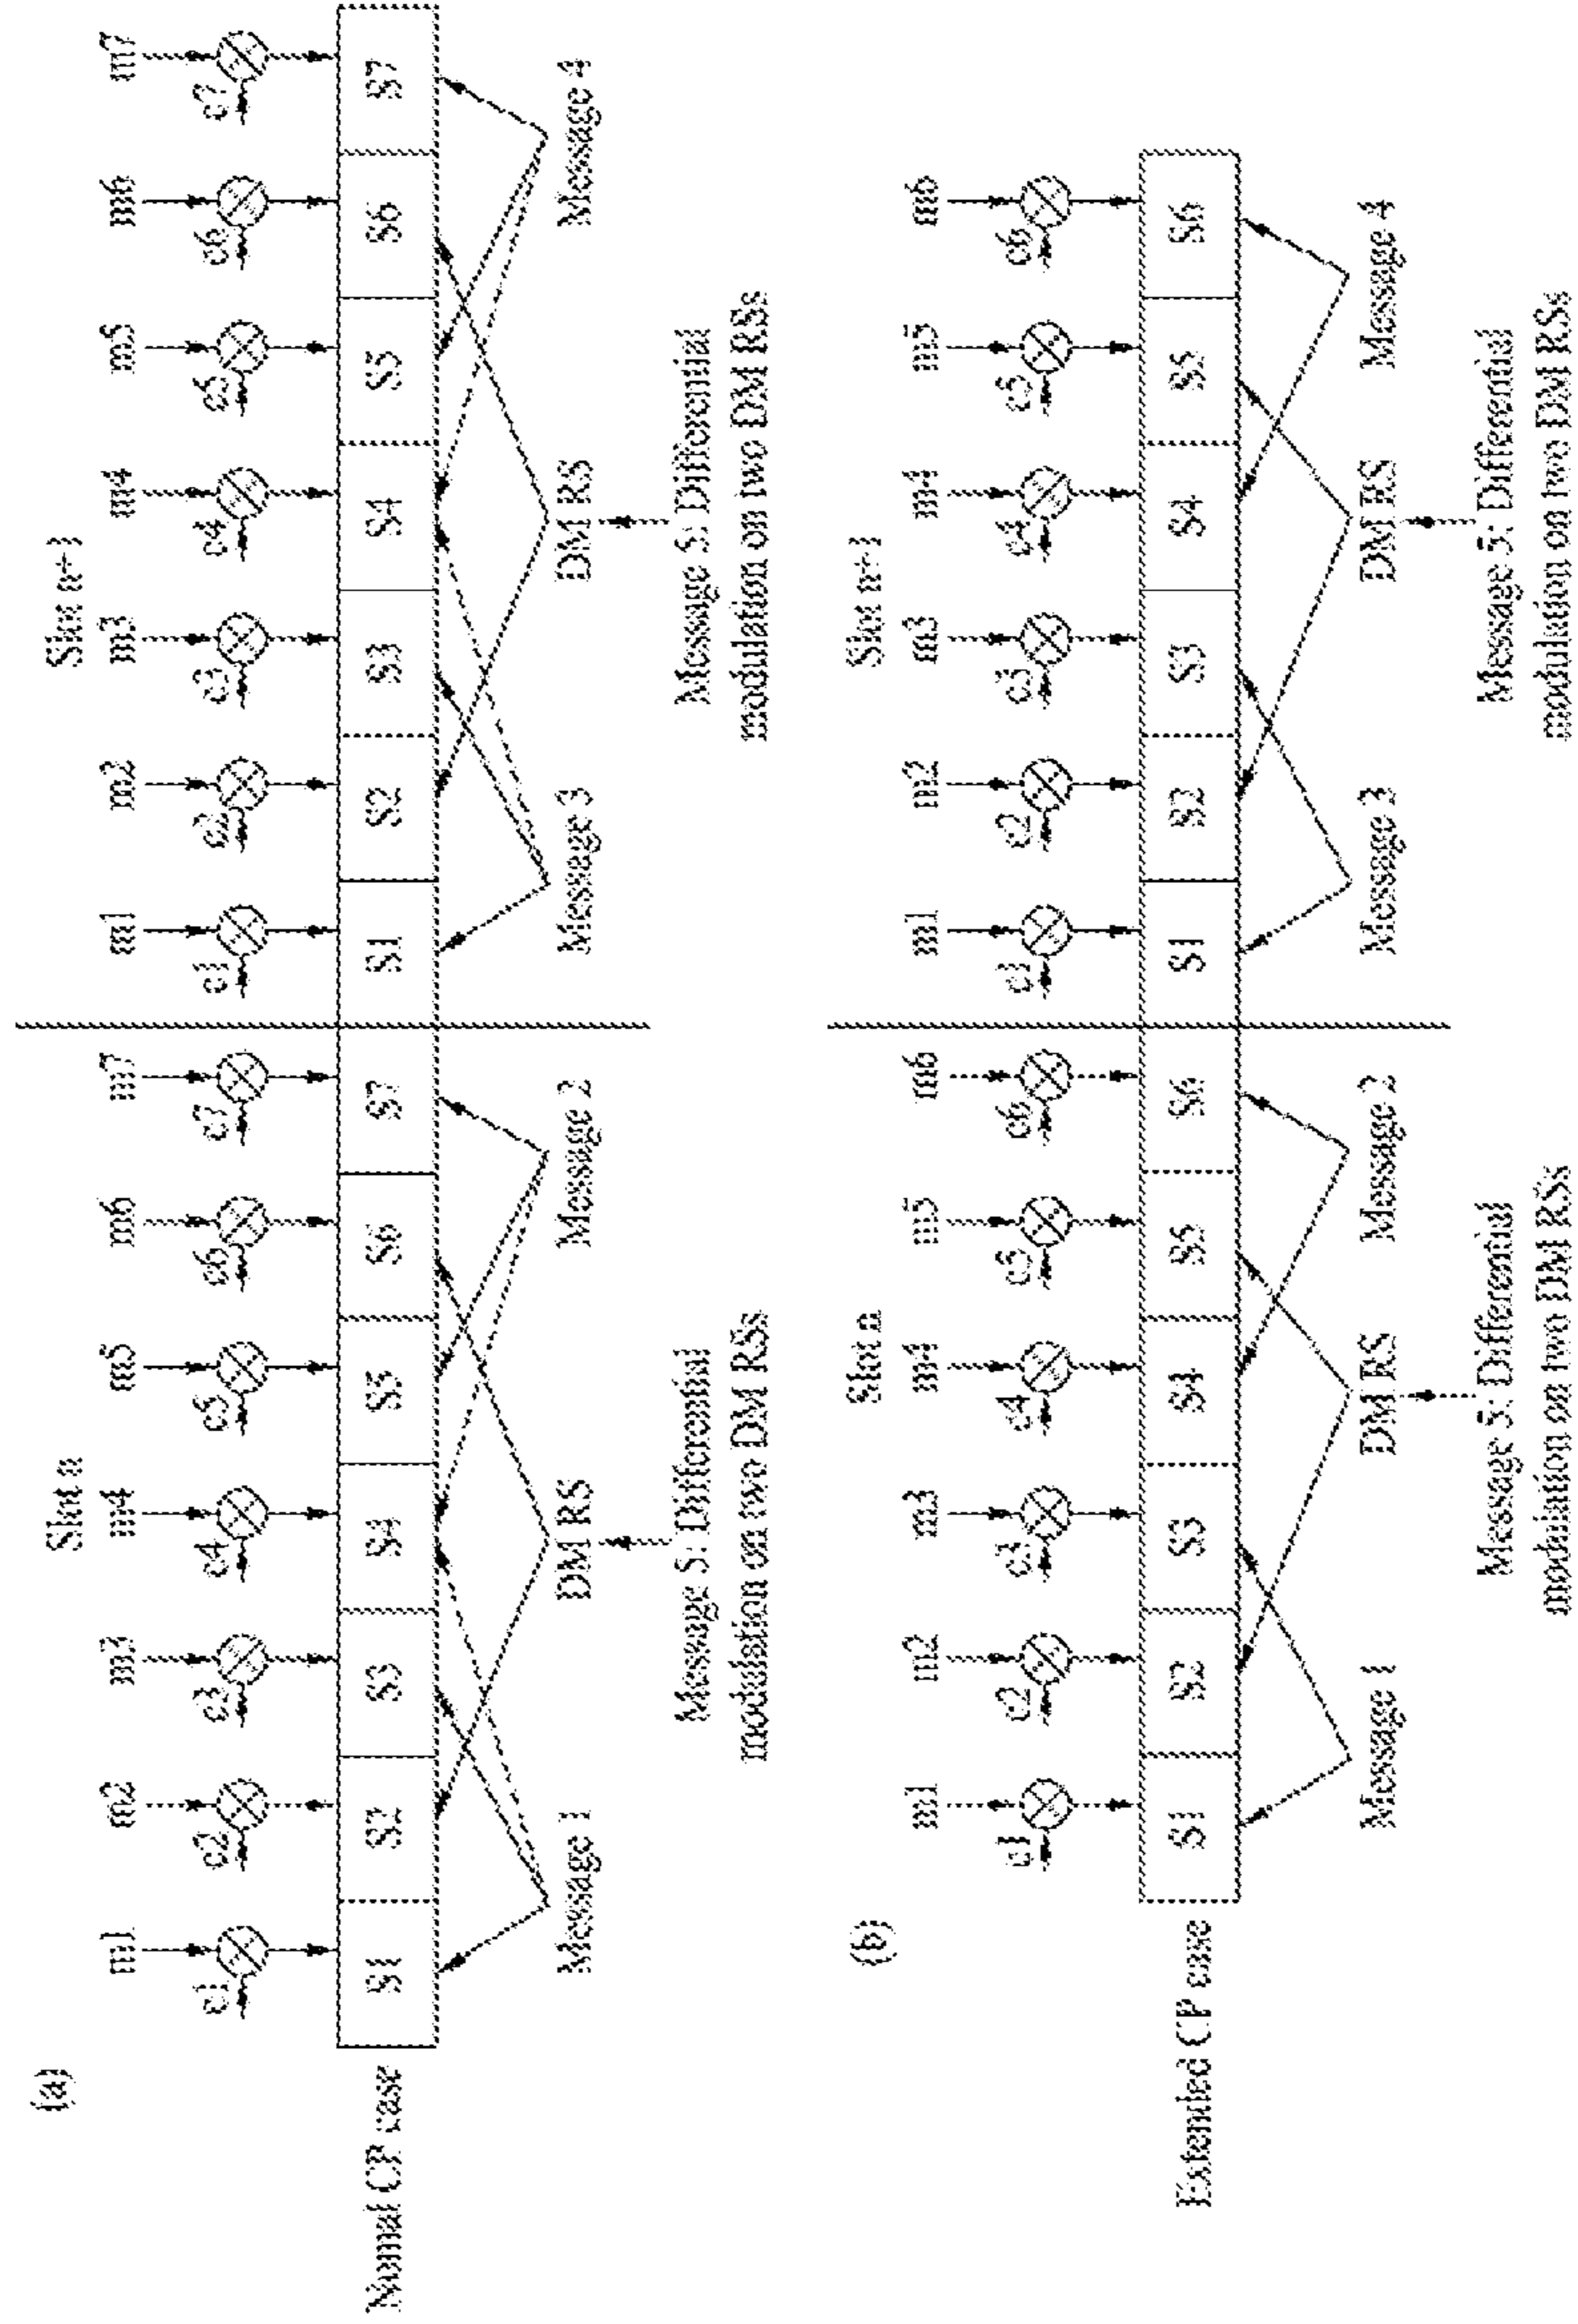 (a)
Slot n
Slot n+1
m1 m2 m3 m4 m5 m6 m7 m1 m2 m3 m4 m5 m6 m7
c1 c2 c3 c4 c5 c6 c7 c1 c2 c3 c4 c5 c6 c7
Nomal CP case
S1 S2 S3 S4 S5 S6 S7 S1 S2 S3 S4 S5 S6 S7
Message 1 DM RS Message 2 Message 3 DM RS Message 4
Message 5: Differential
modulation on two DM RSs
Message 5: Differential
modulation on two DM RSs
(b)
Slot n
Slot n+1
m1 m2 m3 m4 m5 m6 m1 m2 m3 m4 m5 m6
c1 c2 c3 c4 c5 c6 c1 c2 c3 c4 c5 c6
Extended CP case
S1 S2 S3 S4 S5 S6 S1 S2 S3 S4 S5 S6
Message 1 DM RS Message 2 Message 3 DM RS Message 4
Message 5: Differential
modulation on two DM RSs
Message 5: Differential
modulation on two DM RSs